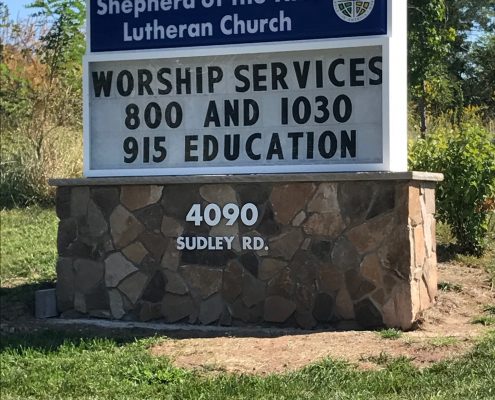 Shepherd of the
Lutheran Church
WORSHIP SERVICES
800 AND 1030
915 EDUCATION
4090
SUDLEY RD.